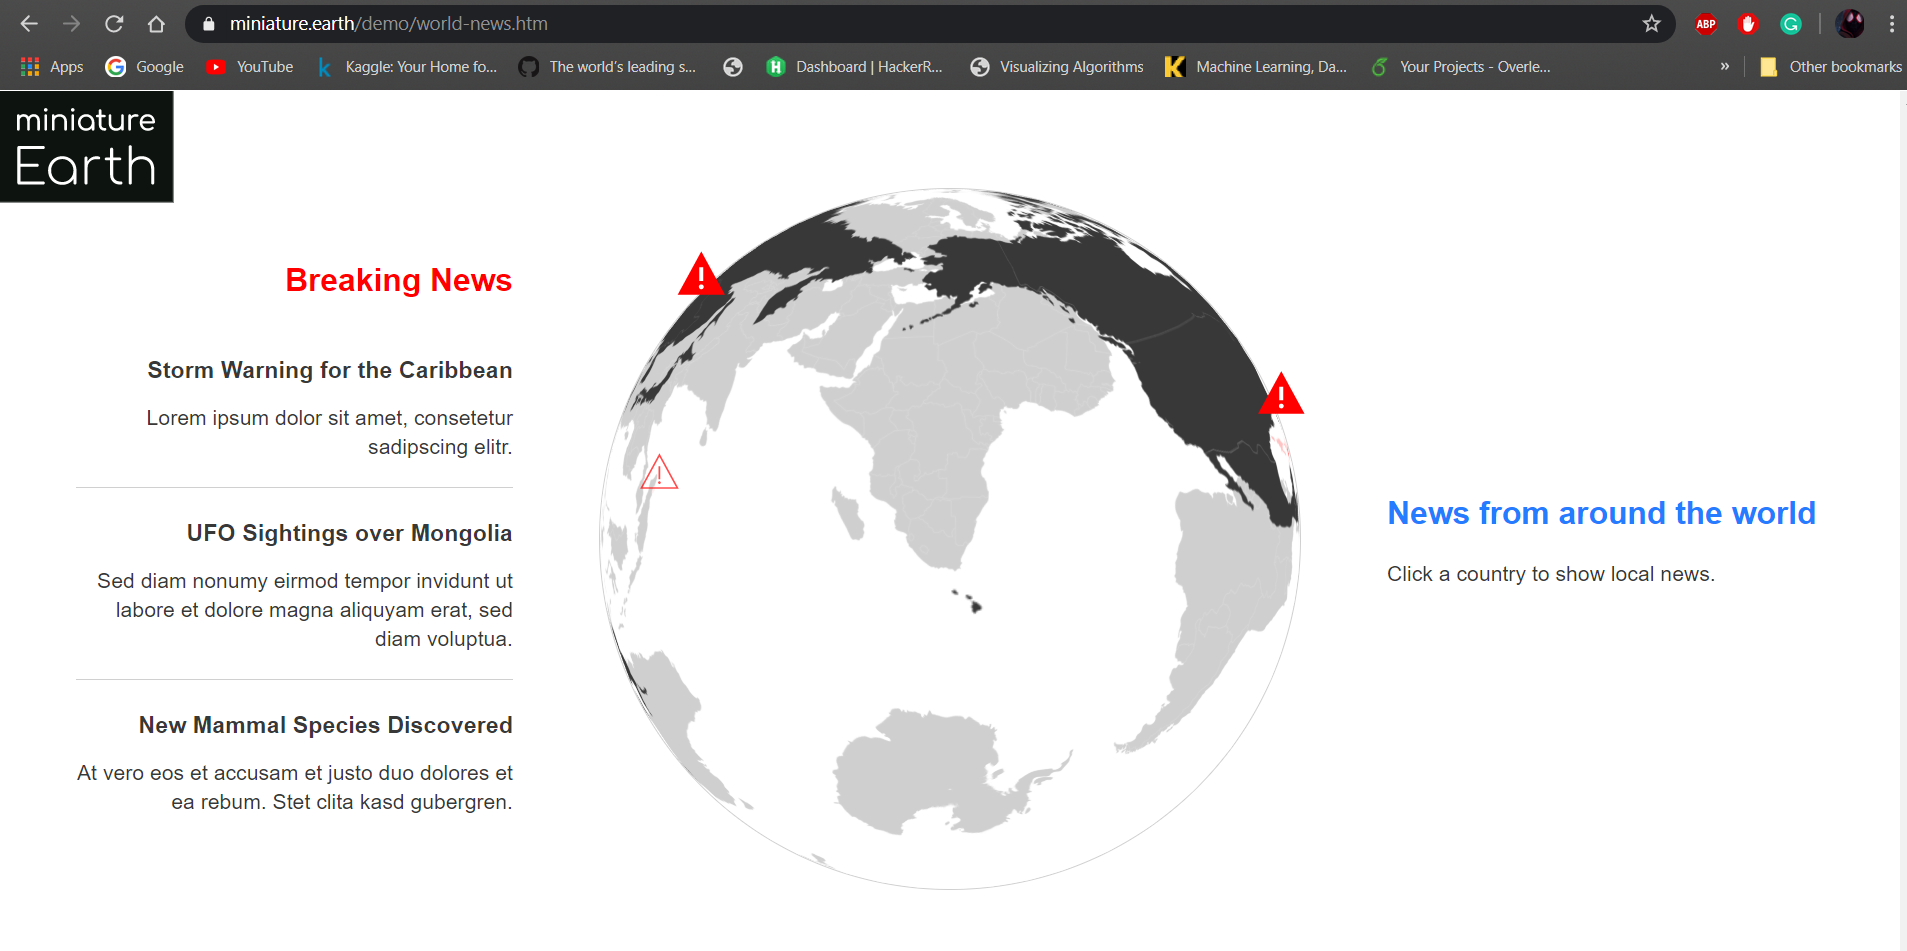 miniature.earth/demo/world-news.htm
ABP
Apps
Google
YouTube
Kaggle: Your Home fo...
The world's leading s...
Dashboard | HackerR...
Visualizing Algorithms
Machine Learning, Da...
Your Projects - Overle...
»
Other bookmarks
miniature
Earth
Breaking News
Storm Warning for the Caribbean
Lorem ipsum dolor sit amet, consetetur
sadipscing elitr.
UFO Sightings over Mongolia
Sed diam nonumy eirmod tempor invidunt ut
labore et dolore magna aliquyam erat, sed
diam voluptua.
New Mammal Species Discovered
At vero eos et accusam et justo duo dolores et
ea rebum. Stet clita kasd gubergren.
News from around the world
Click a country to show local news.